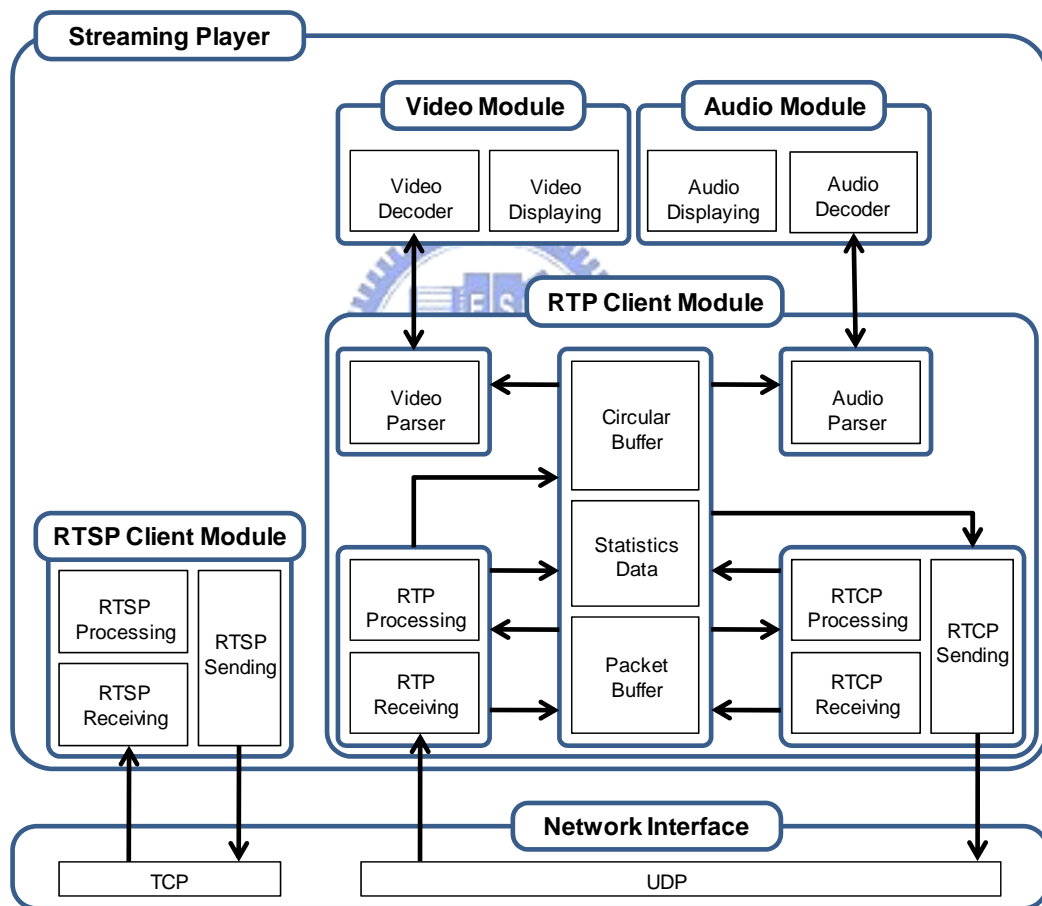 Streaming Player
Video Module
Audio Module
Video
Decoder
Video
Displaying
Audio
Displaying
Audio
Decoder
E S
RTP Client Module
Video
Parser
Circular
Buffer
Audio
Parser
RTSP Client Module
RTSP
Processing
RTSP
Receiving
RTSP
Sending
RTP
Processing
RTP
Receiving
Statistics
Data
Packet
Buffer
RTCP
Processing
RTCP
Receiving
RTCP
Sending
Network Interface
TCP
UDP